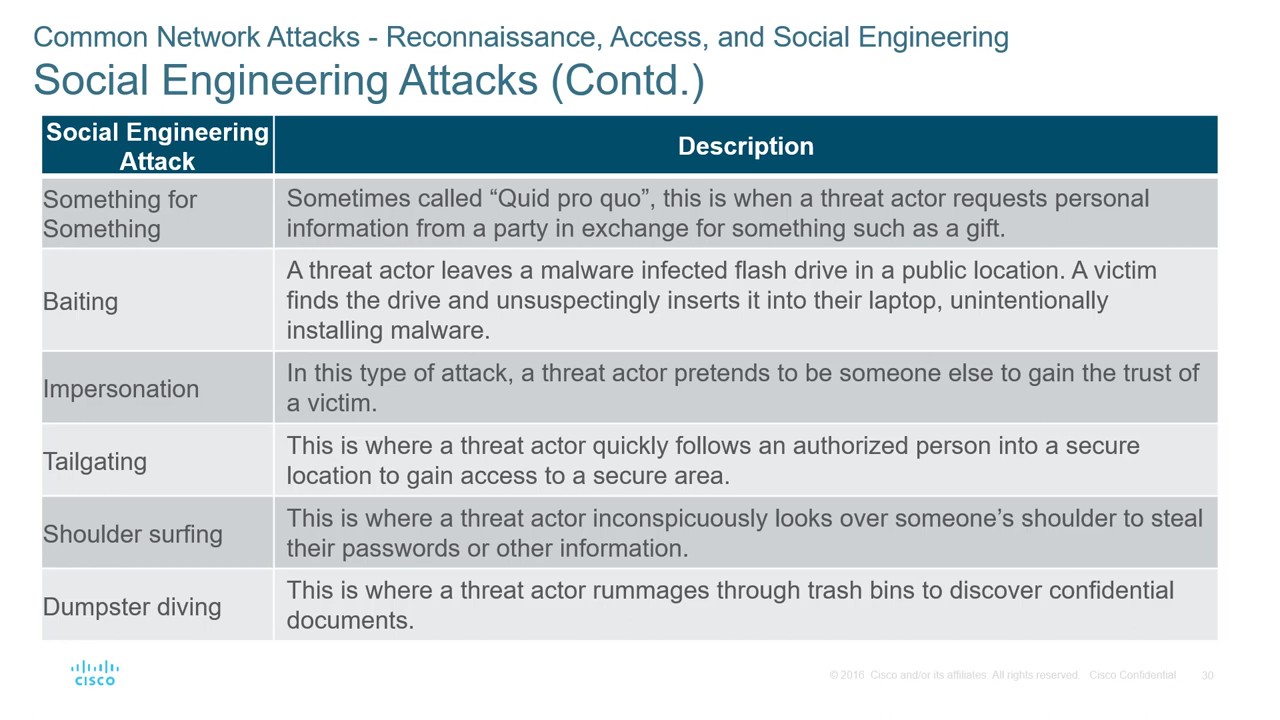 Common Network Attacks - Reconnaissance, Access, and Social Engineering
Social Engineering Attacks (Contd.)
Social Engineering
Attack
Description
Something for
Something
Sometimes called “Quid pro quo”, this is when a threat actor requests personal
information from a party in exchange for something such as a gift.
Baiting
A threat actor leaves a malware infected flash drive in a public location. A victim
finds the drive and unsuspectingly inserts it into their laptop, unintentionally
installing malware.
Impersonation
In this type of attack, a threat actor pretends to be someone else to gain the trust of
a victim.
Tailgating
This is where a threat actor quickly follows an authorized person into a secure
location to gain access to a secure area.
Shoulder surfing
This is where a threat actor inconspicuously looks over someone’s shoulder to steal
their passwords or other information.
Dumpster diving
This is where a threat actor rummages through trash bins to discover confidential
documents.
CISCO
© 2016 Cisco and/or its affiliates. All rights reserved. Cisco Confidential
30